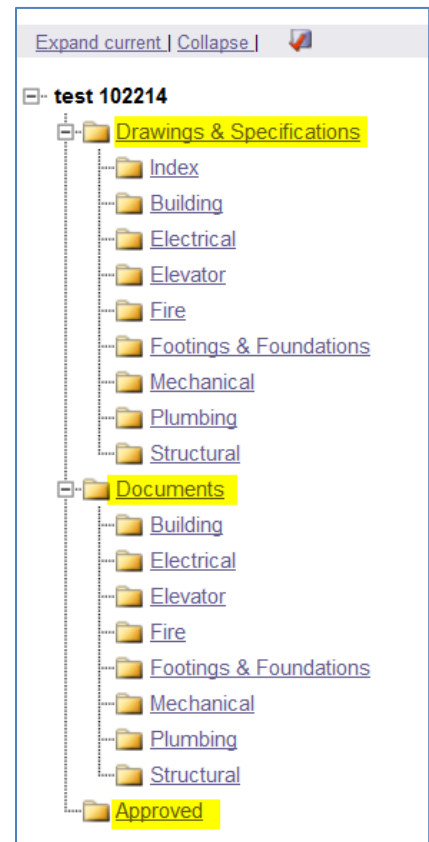 Expand current | Collapse |
test 102214
Drawings & Specifications
Index
Building
Electrical
Elevator
Fire
Footings & Foundations
Mechanical
Plumbing
Structural
Documents
Building
Electrical
Elevator
Fire
Footings & Foundations
Mechanical
Plumbing
Structural
Approved